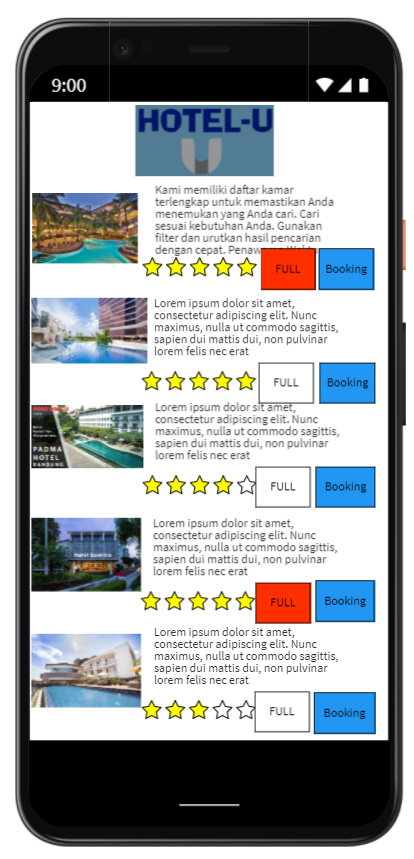 9:00
HOTEL-U
Kami memiliki daftar kamar
terlengkap untuk memastikan Anda
menemukan yang Anda cari. Cari
sesuai kebutuhan Anda. Gunakan
filter dan urutkan hasil pencarian
dengan cepat.
FULL
Booking
Lorem ipsum dolor sit amet,
consectetur adipiscing elit. Nunc
maximus, nulla ut commodo sagittis,
sapien dui mattis dui, non pulvinar
lorem felis nec erat
FULL
Booking
PADMA
HOTEL
BANDUNG
Lorem ipsum dolor sit amet,
consectetur adipiscing elit. Nunc
maximus, nulla ut commodo sagittis,
sapien dui mattis dui, non pulvinar
lorem felis nec erat
FULL
Booking
Lorem ipsum dolor sit amet,
consectetur adipiscing elit. Nunc
maximus, nulla ut commodo sagittis,
sapien dui mattis dui, non pulvinar
lorem felis nec erat
FULL
Booking
Lorem ipsum dolor sit amet,
consectetur adipiscing elit. Nunc
maximus, nulla ut commodo sagittis,
sapien dui mattis dui, non pulvinar
lorem felis nec erat
FULL
Booking